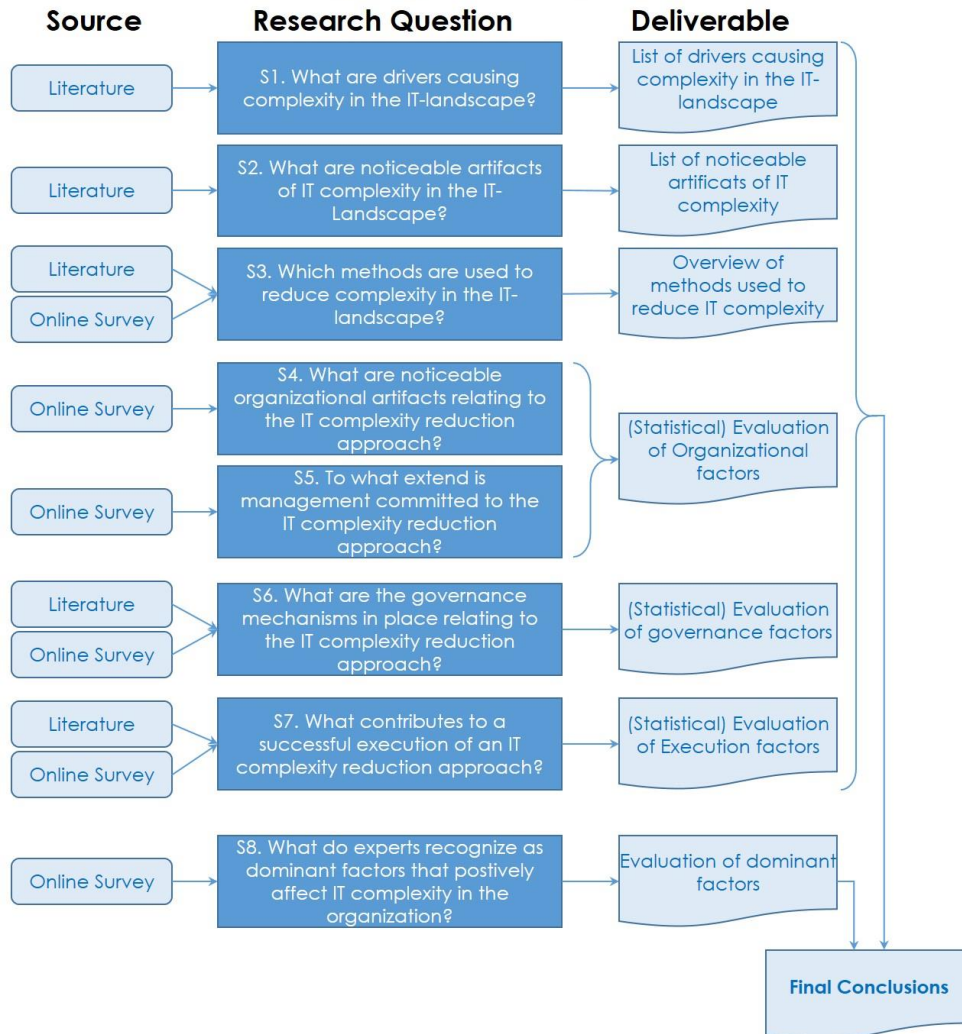 Source
Research Question
Deliverable
Literature
S1. What are drivers causing
complexity in the IT-landscape?
List of drivers causing
complexity in the IT-
landscape
Literature
S2. What are noticeable artifacts
of IT complexity in the IT-
Landscape?
List of noticeable
artificats of IT
complexity
Literature
Online Survey
S3. Which methods are used to
reduce complexity in the IT-
landscape?
Overview of
methods used to
reduce IT complexity
Online Survey
S4. What are noticeable
organizational artifacts relating to
the IT complexity reduction
approach?
Online Survey
S5. To what extend is
management committed to the
IT complexity reduction
approach?
(Statistical) Evaluation
of Organizational
factors
Literature
Online Survey
S6. What are the governance
mechanisms in place relating to
the IT complexity reduction
approach?
(Statistical) Evaluation
of governance factors
Literature
Online Survey
S7. What contributes to a
successful execution of an IT
complexity reduction approach?
(Statistical) Evaluation
of Execution factors
Online Survey
S8. What do experts recognize as
dominant factors that postively
affect IT complexity in the
organization?
Evaluation of dominant
factors
Final Conclusions